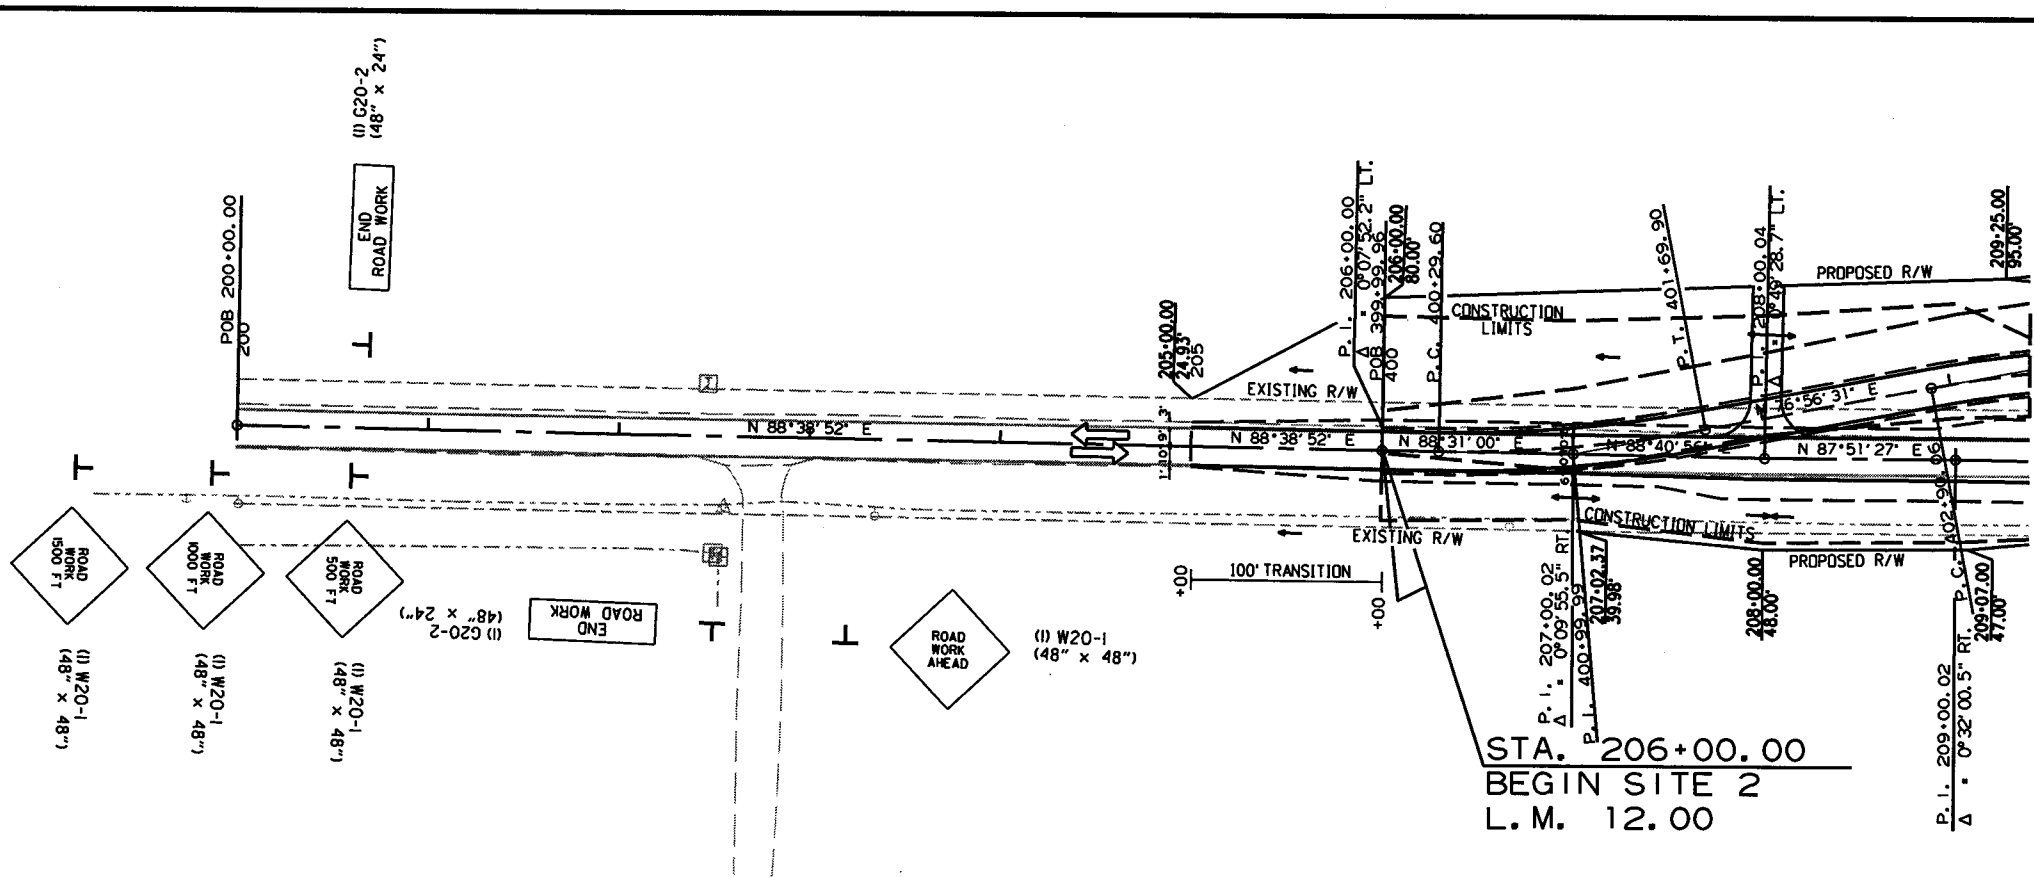 (1) G20-2
(48" x 24")
END
ROAD WORK
POB 200+00.00
200
205+00.00
24.93'
205
P.I. 206+00.00
Δ = 0°07'52.2" LT.
POB 399+99.96
400
206+00.00
80.00'
P.C. 400+29.60
P.T. 401+69.90
P.I. 208+00.04
Δ = 0°49'28.7" LT.
209+25.00
95.00'
PROPOSED R/W
CONSTRUCTION
LIMITS
EXISTING R/W
N 88°38'52" E
N 88°38'52" E
N 88°31'00" E
N 88°40'56"
76°56'31" E
N 87°51'27" E
CONSTRUCTION LIMITS
EXISTING R/W
PROPOSED R/W
+00
100' TRANSITION
+00
ROAD
WORK
1500 FT
ROAD
WORK
1000 FT
ROAD
WORK
500 FT
(1) W20-1
(48" x 48")
(1) W20-1
(48" x 48")
(1) W20-1
(48" x 48")
END
ROAD WORK
(1) G20-2
(48" x 24")
ROAD
WORK
AHEAD
(1) W20-1
(48" x 48")
P.I. 207+00.02
Δ = 0°09'55.5" RT.
P.I. 400+99.99
207+02.37
39.98'
208+00.00
48.00'
P.C. 402+90.
209+07.00
47.00'
P.I. 209+00.02
Δ = 0°32'00.5" RT.
STA. 206+00.00
BEGIN SITE 2
L.M. 12.00